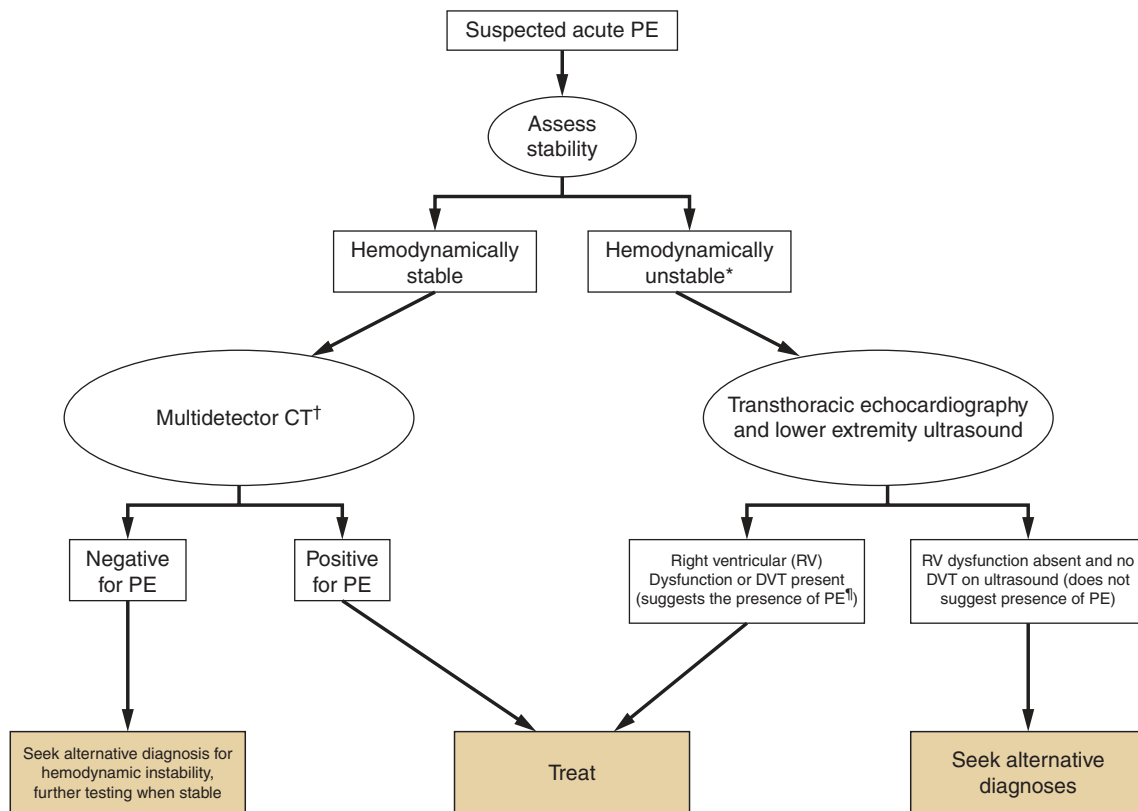 Suspected acute PE
Assess
stability
Hemodynamically
stable
Hemodynamically
unstable*
Multidetector CT†
Transthoracic echocardiography
and lower extremity ultrasound
Negative
for PE
Positive
for PE
Right ventricular (RV)
Dysfunction or DVT present
(suggests the presence of PE¶)
RV dysfunction absent and no
DVT on ultrasound (does not
suggest presence of PE)
Seek alternative diagnosis for
hemodynamic instability,
further testing when stable
Treat
Seek alternative
diagnoses